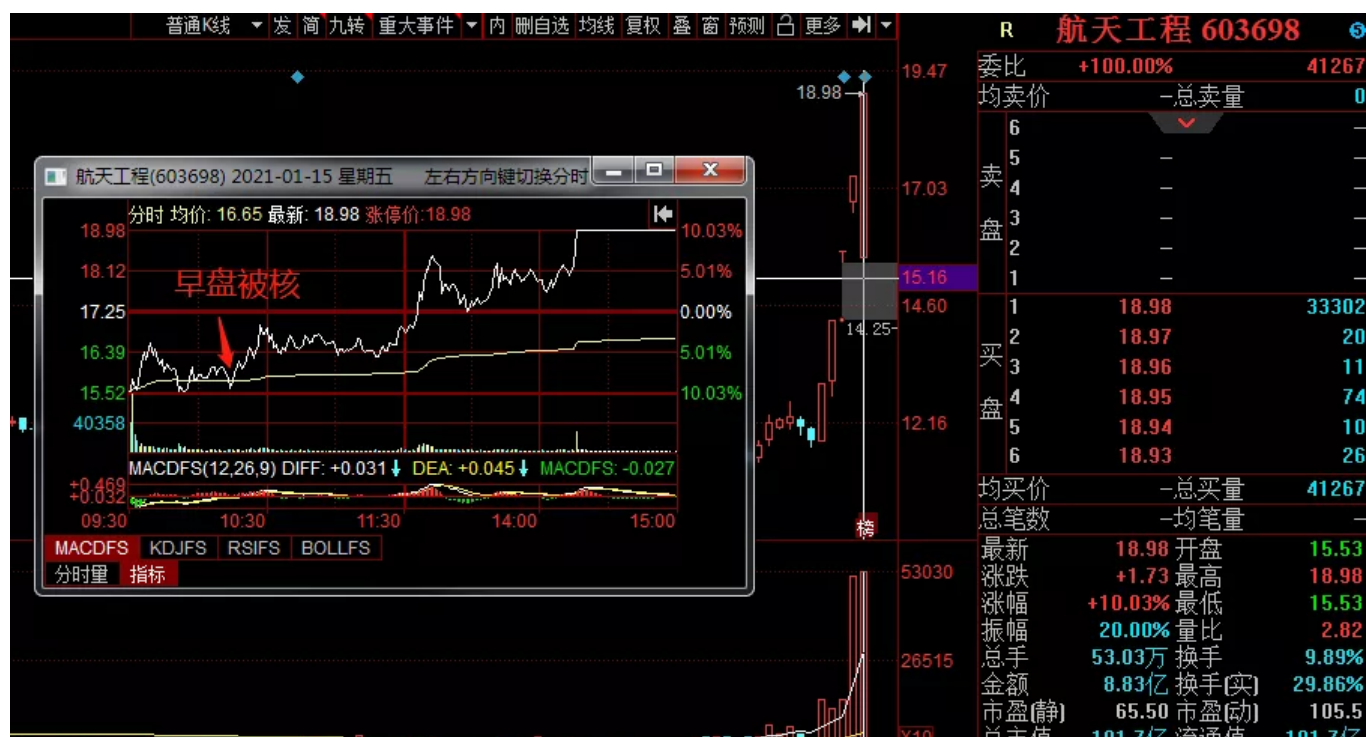 普通K线 发 简 九转 重大事件 内 删自选 均线 复权 叠 窗 预测 更多
R 航天工程 603698
19.47
18.98
17.03
15.16
14.60
14.25
12.16
榜
53030
26515
X10
航天工程(603698) 2021-01-15 星期五 左右方向键切换分时
分时 均价: 16.65 最新: 18.98 涨停价:18.98
18.98 10.03%
18.12 5.01%
早盘被核
17.25 0.00%
16.39 5.01%
15.52 10.03%
40358
MACDFS(12,26,9) DIFF: +0.031 DEA: +0.045 MACDFS: -0.027
+0.469
+0.032
09:30 10:30 11:30 14:00 15:00
MACDFS KDJFS RSIFS BOLLFS
分时量 指标
委比 +100.00% 41267
均卖价 —总卖量 0
卖盘
6 —
5 — —
4 — —
3 — —
2 — —
1 — —
买盘
1 18.98 33302
2 18.97 20
3 18.96 11
4 18.95 74
5 18.94 10
6 18.93 26
均买价 —总买量 41267
总笔数 —均笔量 —
最新 18.98 开盘 15.53
涨跌 +1.73 最高 18.98
涨幅 +10.03% 最低 15.53
振幅 20.00% 量比 2.82
总手 53.03万 换手 9.89%
金额 8.83亿 换手(实) 29.86%
市盈(静) 65.50 市盈(动) 105.5
总市值 101.7亿 流通值 101.7亿